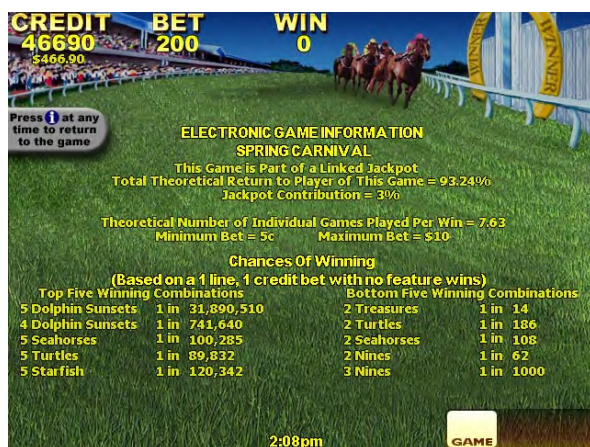 CREDIT BET WIN
46690 200 0
$466.90
WINNER WINNER
Press i at any
time to return
to the game
ELECTRONIC GAME INFORMATION
SPRING CARNIVAL
This Game is Part of a Linked Jackpot
Total Theoretical Return to Player of This Game = 93.24%
Jackpot Contribution = 3%
Theoretical Number of Individual Games Played Per Win = 7.63
Minimum Bet = 5c Maximum Bet = $10
Chances Of Winning
(Based on a 1 line, 1 credit bet with no feature wins)
Top Five Winning Combinations Bottom Five Winning Combinations
5 Dolphin Sunsets 1 in 31,890,510 2 Treasures 1 in 14
4 Dolphin Sunsets 1 in 741,640 2 Turtles 1 in 186
5 Seahorses 1 in 100,285 2 Seahorses 1 in 108
5 Turtles 1 in 89,832 2 Nines 1 in 62
5 Starfish 1 in 120,342 3 Nines 1 in 1000
2:08pm GAME